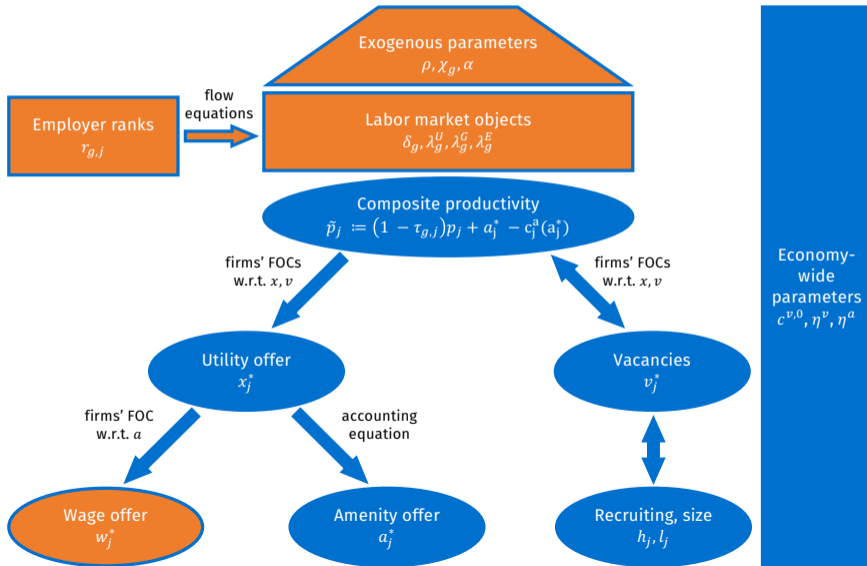 Exogenous parameters
ρ, χ_g, α
flow
equations
Employer ranks
r_{g,j}
Labor market objects
δ_g, λ_g^U, λ_g^G, λ_g^E
Composite productivity
p̃_j := (1 − τ_{g,j})p_j + a_j^* − c_j^a(a_j^*)
firms' FOCs
w.r.t. x, v
firms' FOCs
w.r.t. x, v
Economy-
wide
parameters
c^{v,0}, η^v, η^a
Utility offer
x_j^*
Vacancies
v_j^*
firms' FOC
w.r.t. a
accounting
equation
Wage offer
w_j^*
Amenity offer
a_j^*
Recruiting, size
h_j, l_j